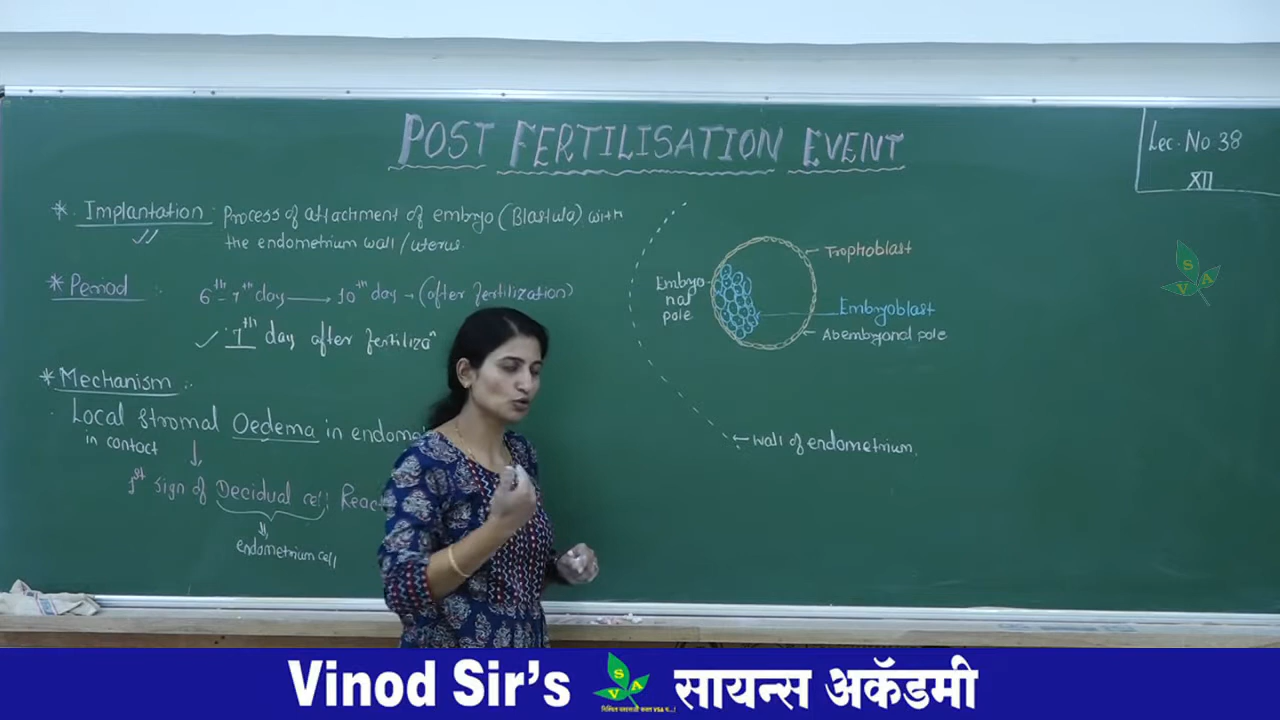 POST FERTILISATION EVENT
Lec. No 38
XII
* Implantation : Process of attachment of embryo (Blastula) with
the endometrium wall / uterus.
* Period :
6th - 7th day → 10th day → (after fertilization)
✓ 7th day after fertilizan
* Mechanism :
Local stromal Oedema in endomet
in contact
↓
1st sign of Decidual cell Reac
endometrium cell
Trophoblast
Embryo
nal
pole
Embryoblast
Abembryonal pole
wall of endometrium.
S
V A
Vinod Sir's SVA सायन्स अकॅडमी